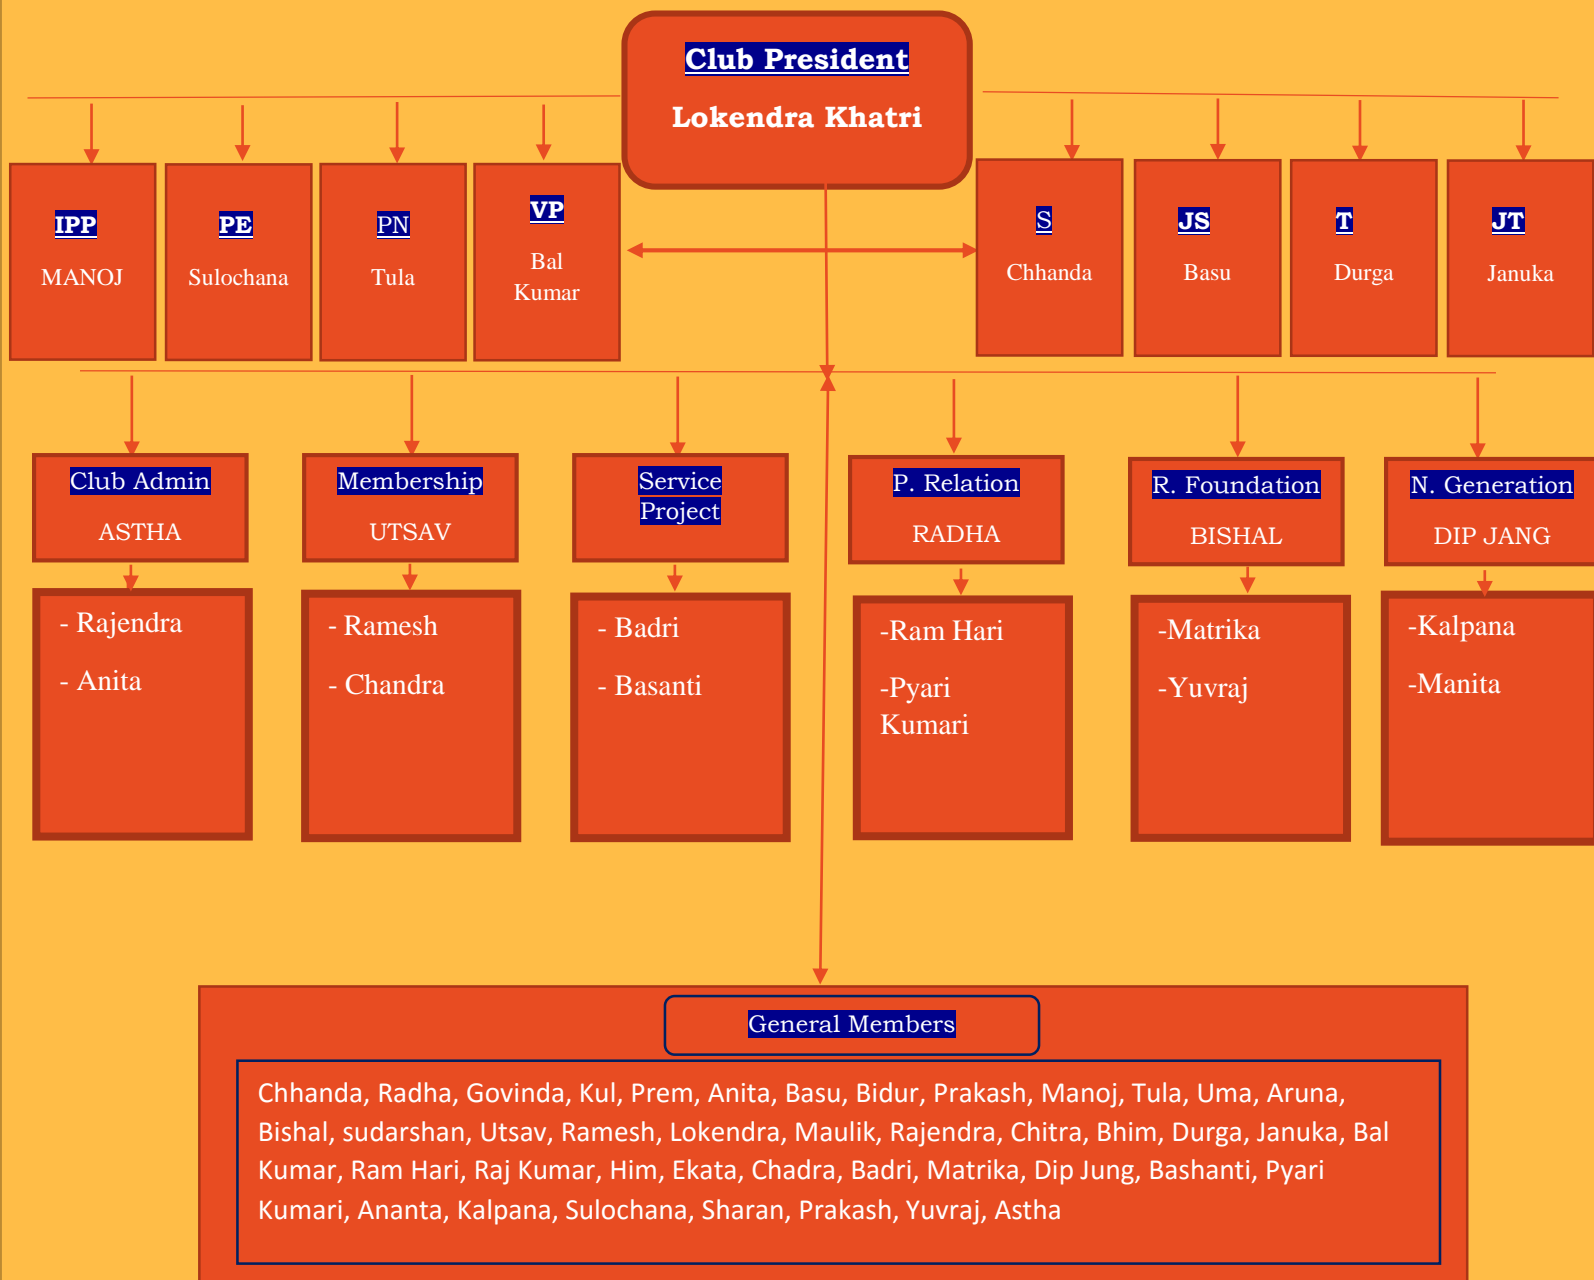 Club President
Lokendra Khatri
IPP
MANOJ
PE
Sulochana
PN
Tula
VP
Bal
Kumar
S
Chhanda
JS
Basu
T
Durga
JT
Januka
Club Admin
ASTHA
Membership
UTSAV
Service
Project
P. Relation
RADHA
R. Foundation
BISHAL
N. Generation
DIP JANG
- Rajendra
- Anita
- Ramesh
- Chandra
- Badri
- Basanti
-Ram Hari
-Pyari
Kumari
-Matrika
-Yuvraj
-Kalpana
-Manita
General Members
Chhanda, Radha, Govinda, Kul, Prem, Anita, Basu, Bidur, Prakash, Manoj, Tula, Uma, Aruna,
Bishal, sudarshan, Utsav, Ramesh, Lokendra, Maulik, Rajendra, Chitra, Bhim, Durga, Januka, Bal
Kumar, Ram Hari, Raj Kumar, Him, Ekata, Chadra, Badri, Matrika, Dip Jung, Bashanti, Pyari
Kumari, Ananta, Kalpana, Sulochana, Sharan, Prakash, Yuvraj, Astha